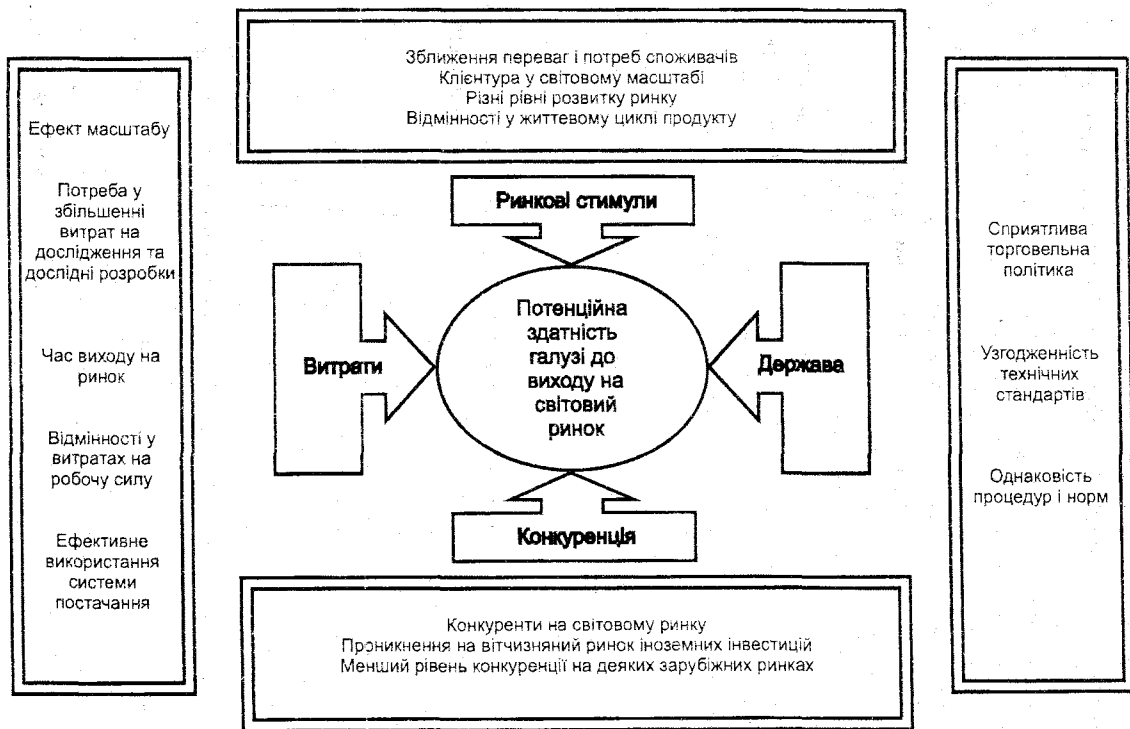 Зближення переваг і потреб споживачів
Клієнтура у світовому масштабі
Різні рівні розвитку ринку
Відмінності у життевому циклі продукту
Ефект масштабу
Потреба у
збільшенні
витрат на
дослідження та
дослідні розробки
Час виходу на
ринок
Відмінності у
витратах на
робочу силу
Ефективне
використання
системи
постачання
Ринкові стимули
Витрати
Потенційна
здатність
галузі до
виходу на
світовий
ринок
Держава
Конкуренція
Сприятлива
торговельна
політика
Узгодженність
технічних
стандартів
Однаковість
процедур і норм
Конкуренти на світовому ринку
Проникнення на вітчизняний ринок іноземних інвестицій
Менший рівень конкуренції на деяких зарубіжних ринках